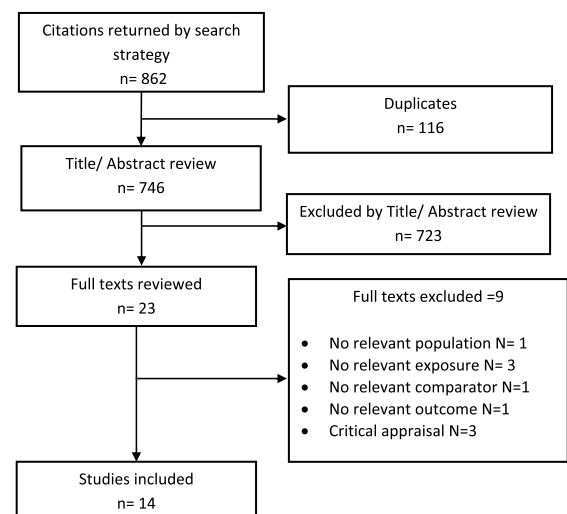 Citations returned by search
strategy
n= 862
Duplicates
n= 116
Title/ Abstract review
n= 746
Excluded by Title/ Abstract review
n= 723
Full texts reviewed
n= 23
Full texts excluded =9
• No relevant population N= 1
• No relevant exposure N= 3
• No relevant comparator N=1
• No relevant outcome N=1
• Critical appraisal N=3
Studies included
n= 14